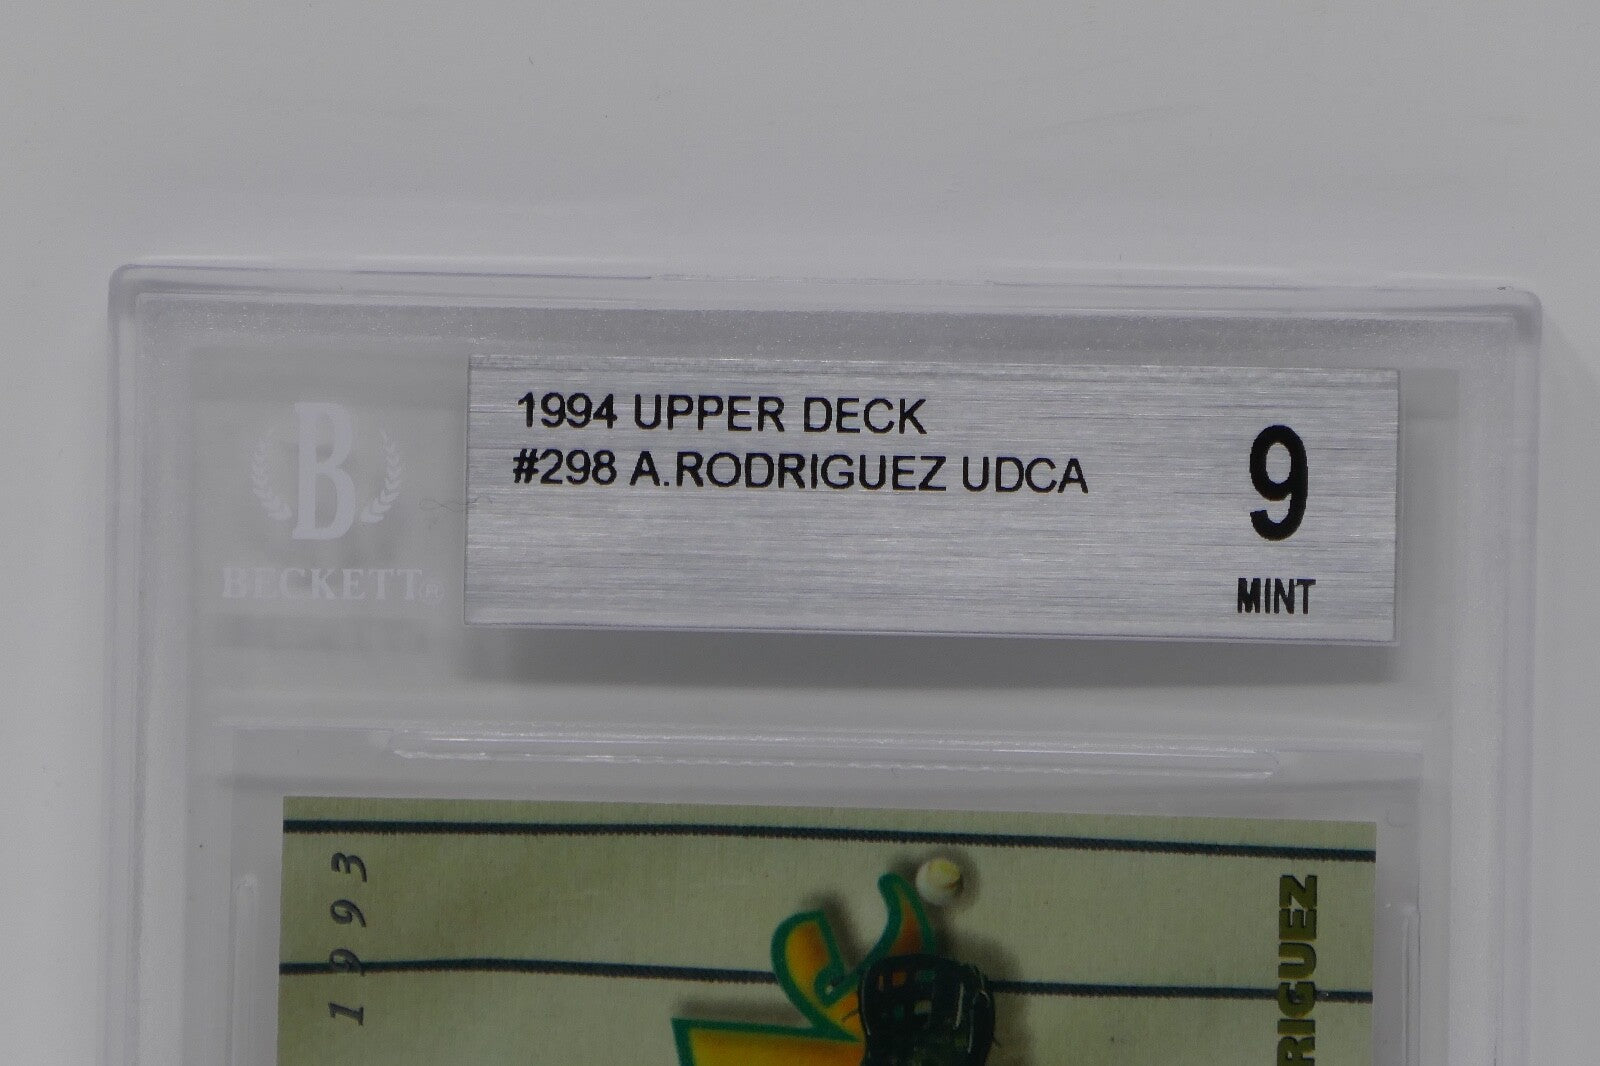 1994 UPPER DECK
#298 A.RODRIGUEZ UDCA
9
MINT
B
BECKETT®
1993
RIGUEZ